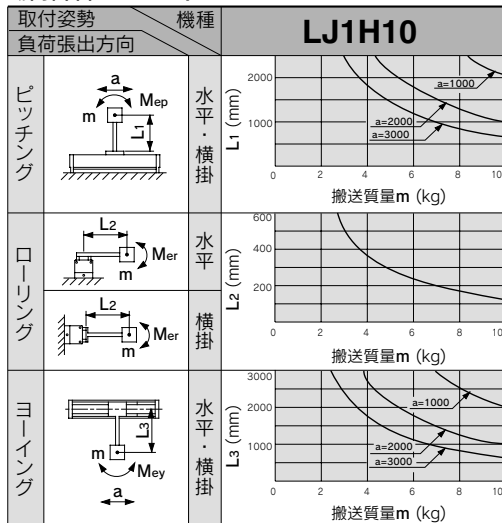 取付姿勢
負荷張出方向
機種
LJ1H10
ピッチング
a
m
Mep
L1
水平・横掛
L1 (mm)
2000
1000
a=1000
a=2000
a=3000
0 2 4 6 8 10
搬送質量m (kg)
ローリング
L2
Mer
m
水平
L2
Mer
m
横掛
L2 (mm)
600
400
200
0 2 4 6 8 10
搬送質量m (kg)
ヨーイング
L3
m
Mey
a
水平・横掛
L3 (mm)
3000
2000
1000
a=1000
a=2000
a=3000
0 2 4 6 8 10
搬送質量m (kg)